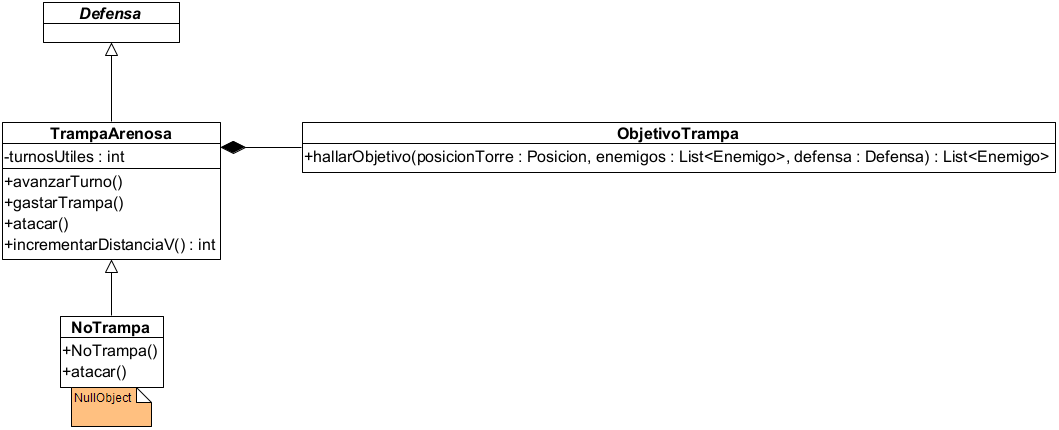 Defensa
TrampaArenosa
-turnosUtiles : int
+avanzarTurno()
+gastarTrampa()
+atacar()
+incrementarDistanciaV() : int
ObjetivoTrampa
+hallarObjetivo(posicionTorre : Posicion, enemigos : List<Enemigo>, defensa : Defensa) : List<Enemigo>
NoTrampa
+NoTrampa()
+atacar()
NullObject